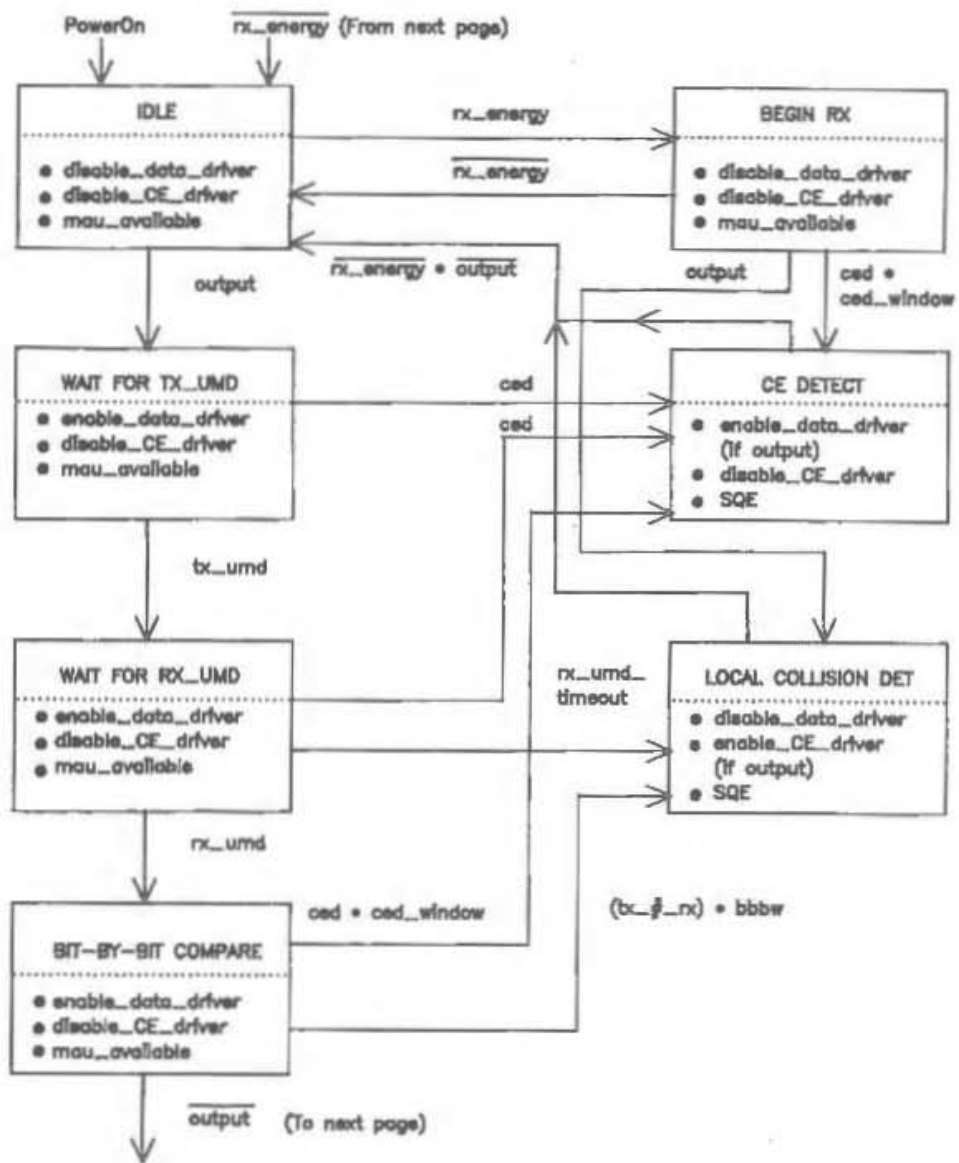 PowerOn
rx_energy (From next page)
IDLE
• disable_data_driver
• disable_CE_driver
• mau_available
rx_energy
rx_energy
BEGIN RX
• disable_data_driver
• disable_CE_driver
• mau_available
rx_energy • output
output
output
ced •
ced_window
WAIT FOR TX_UMD
• enable_data_driver
• disable_CE_driver
• mau_available
ced
ced
CE DETECT
• enable_data_driver
(if output)
• disable_CE_driver
• SQE
tx_umd
WAIT FOR RX_UMD
• enable_data_driver
• disable_CE_driver
• mau_available
rx_umd_
timeout
LOCAL COLLISION DET
• disable_data_driver
• enable_CE_driver
(if output)
• SQE
rx_umd
ced • ced_window
(tx_≠_rx) • bbbw
BIT-BY-BIT COMPARE
• enable_data_driver
• disable_CE_driver
• mau_available
output (To next page)